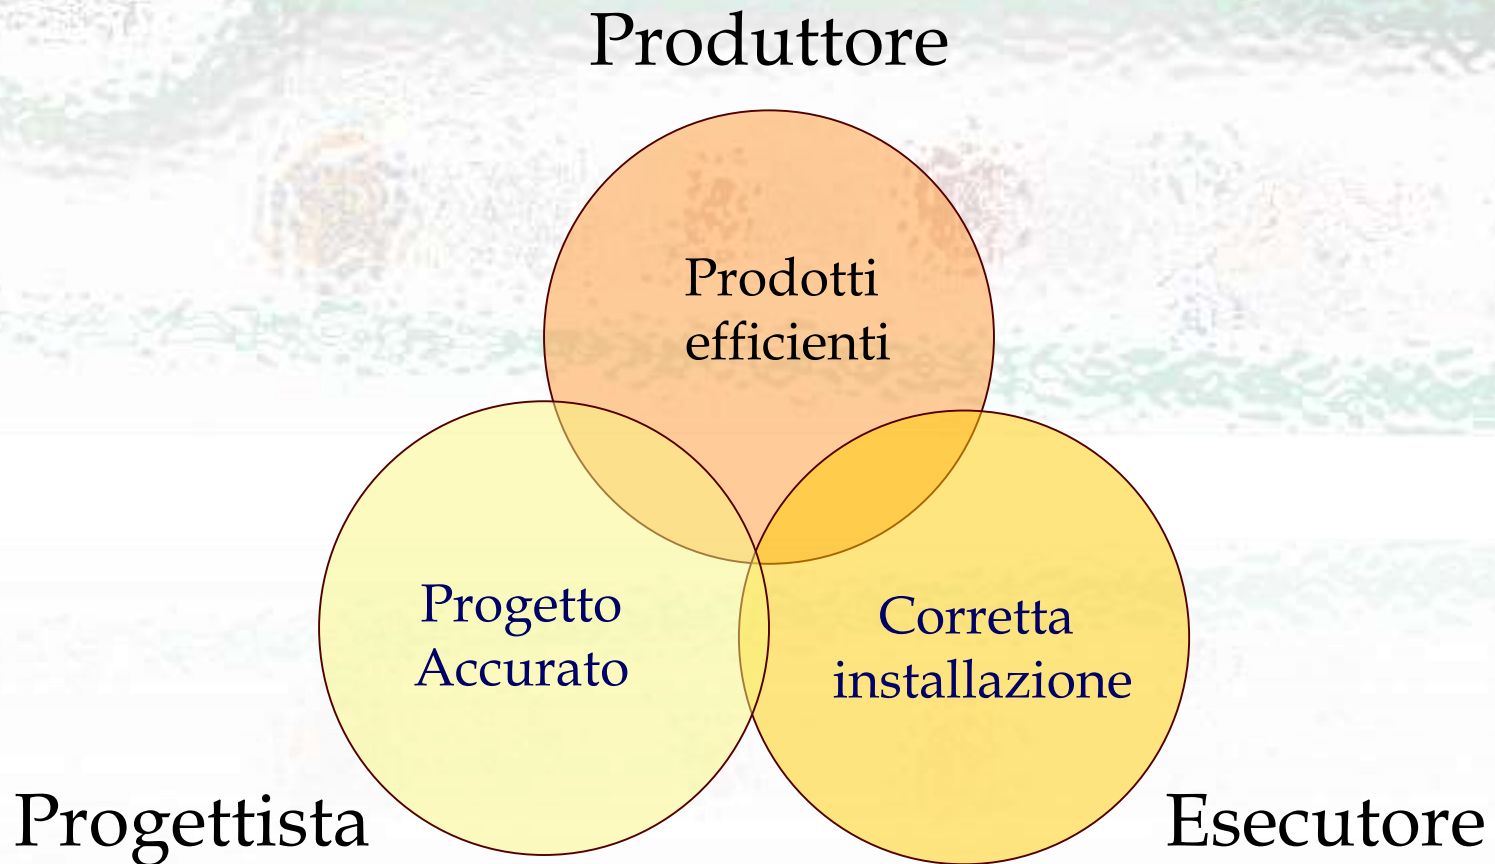 Produttore
Prodotti
efficienti
Progetto
Accurato
Corretta
installazione
Progettista
Esecutore